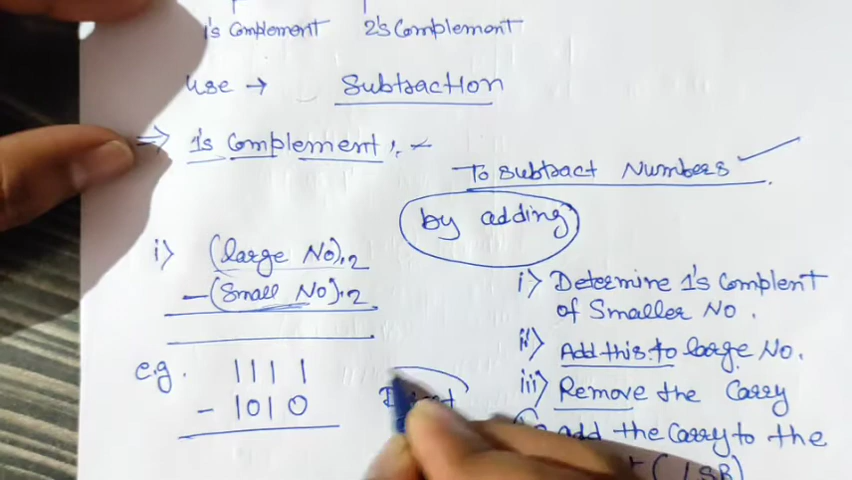 1's Complement 2's Complement
use → Subtraction
⇒ 1's Complement :-
To subtract Numbers
by adding
i> (large No).2
- (Small No).2
e.g. 1111
- 1010
i> Determine 1's Complent
of Smaller No.
ii> Add this to large No.
iii> Remove the Carry
add the Carry to the
(LSB)